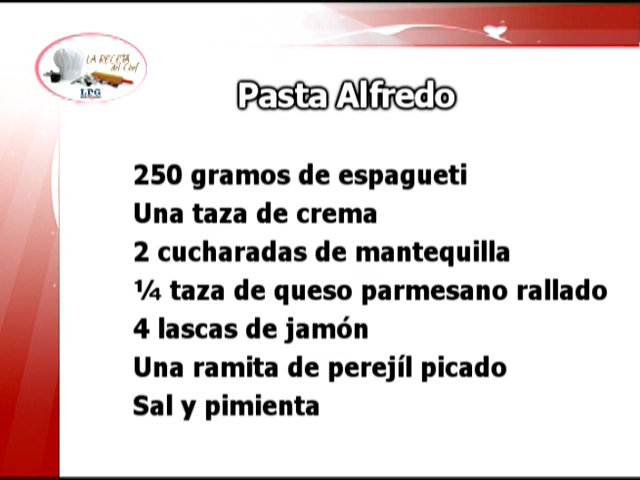 LA RECETA
del Chef
LPG
Pasta Alfredo
250 gramos de espagueti
Una taza de crema
2 cucharadas de mantequilla
¼ taza de queso parmesano rallado
4 lascas de jamón
Una ramita de perejíl picado
Sal y pimienta